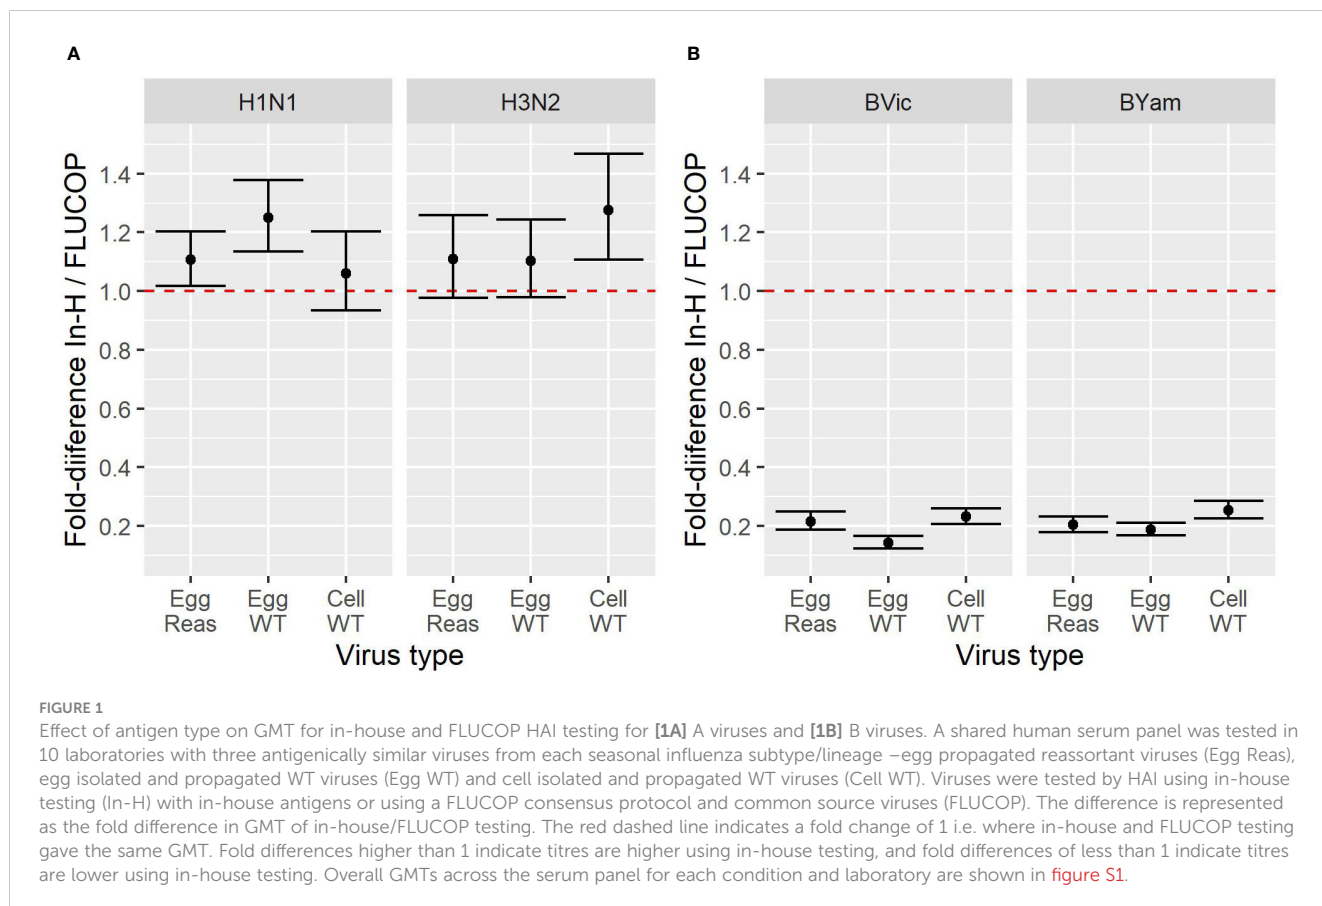 A
B
H1N1
H3N2
BVic
BYam
Fold-diifference In-H / FLUCOP
1.4
1.2
1.0
0.8
0.6
0.4
0.2
Fold-diifference In-H / FLUCOP
1.4
1.2
1.0
0.8
0.6
0.4
0.2
Egg Reas
Egg WT
Cell WT
Egg Reas
Egg WT
Cell WT
Egg Reas
Egg WT
Cell WT
Egg Reas
Egg WT
Cell WT
Virus type
Virus type
FIGURE 1
Effect of antigen type on GMT for in-house and FLUCOP HAI testing for [1A] A viruses and [1B] B viruses. A shared human serum panel was tested in
10 laboratories with three antigenically similar viruses from each seasonal influenza subtype/lineage –egg propagated reassortant viruses (Egg Reas),
egg isolated and propagated WT viruses (Egg WT) and cell isolated and propagated WT viruses (Cell WT). Viruses were tested by HAI using in-house
testing (In-H) with in-house antigens or using a FLUCOP consensus protocol and common source viruses (FLUCOP). The difference is represented
as the fold difference in GMT of in-house/FLUCOP testing. The red dashed line indicates a fold change of 1 i.e. where in-house and FLUCOP testing
gave the same GMT. Fold differences higher than 1 indicate titres are higher using in-house testing, and fold differences of less than 1 indicate titres
are lower using in-house testing. Overall GMTs across the serum panel for each condition and laboratory are shown in figure S1.